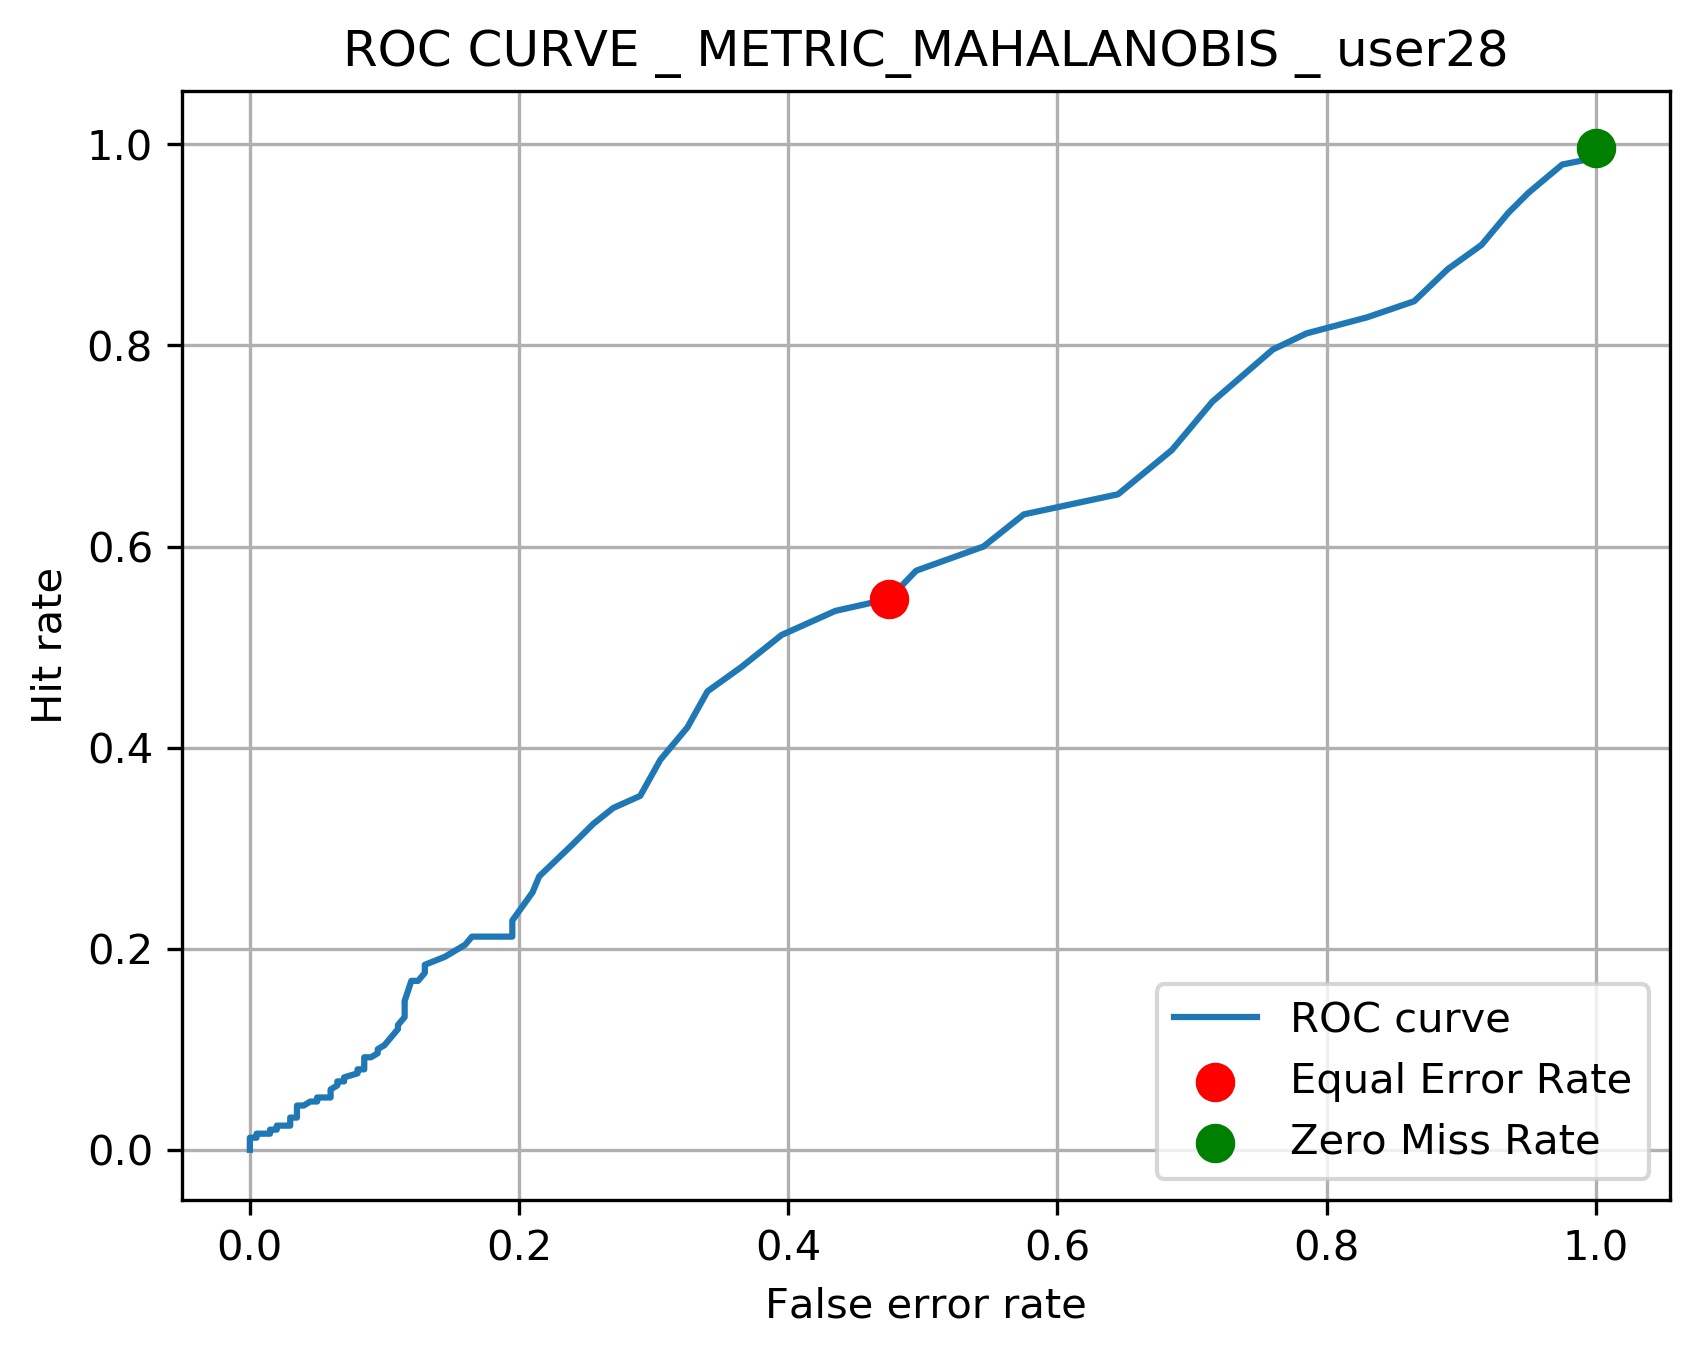 ROC CURVE _ METRIC_MAHALANOBIS _ user28
1.0
0.8
0.6
0.4
0.2
0.0
Hit rate
ROC curve
Equal Error Rate
Zero Miss Rate
0.0 0.2 0.4 0.6 0.8 1.0
False error rate